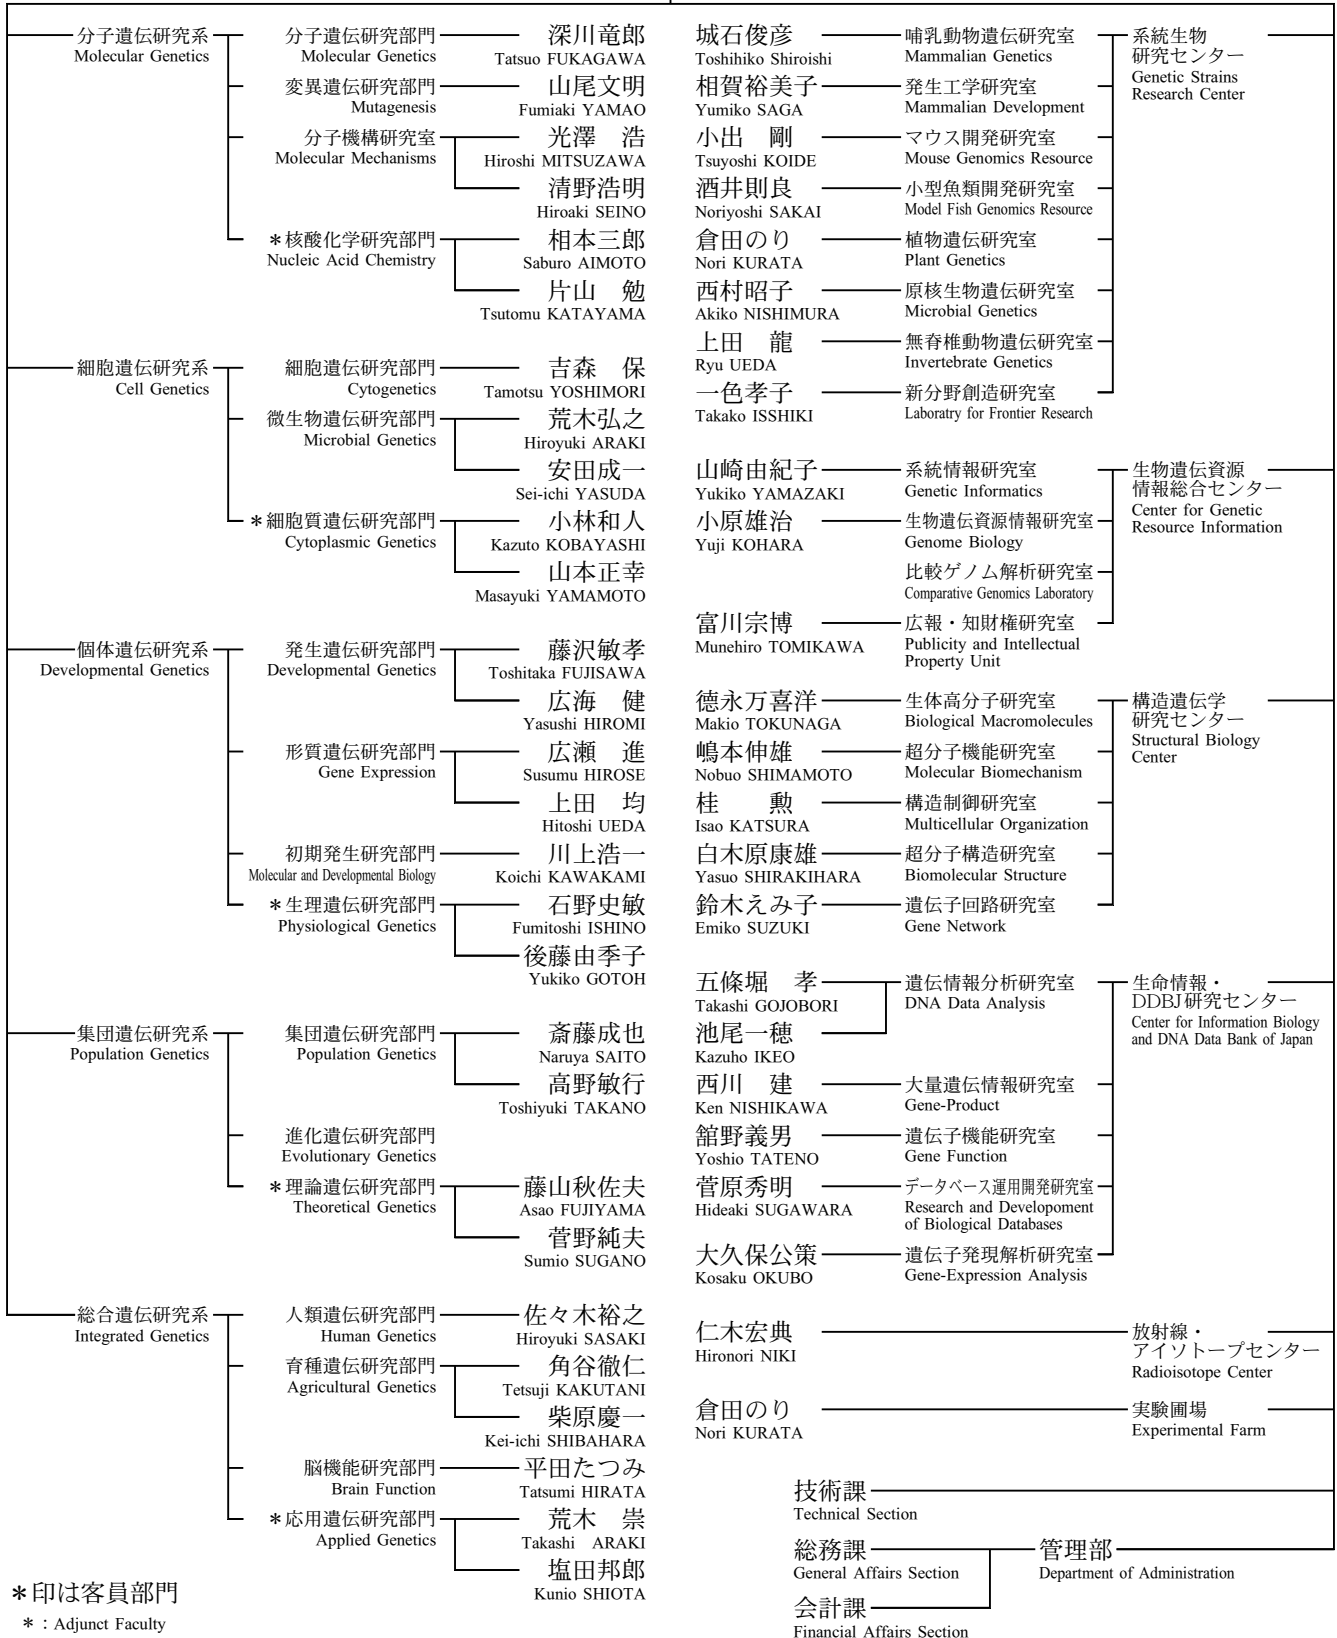 分子遺伝研究系
Molecular Genetics
分子遺伝研究部門
Molecular Genetics
深川竜郎
Tatsuo FUKAGAWA
変異遺伝研究部門
Mutagenesis
山尾文明
Fumiaki YAMAO
分子機構研究室
Molecular Mechanisms
光澤 浩
Hiroshi MITSUZAWA
清野浩明
Hiroaki SEINO
*核酸化学研究部門
Nucleic Acid Chemistry
相本三郎
Saburo AIMOTO
片山 勉
Tsutomu KATAYAMA
細胞遺伝研究系
Cell Genetics
細胞遺伝研究部門
Cytogenetics
吉森 保
Tamotsu YOSHIMORI
微生物遺伝研究部門
Microbial Genetics
荒木弘之
Hiroyuki ARAKI
安田成一
Sei-ichi YASUDA
*細胞質遺伝研究部門
Cytoplasmic Genetics
小林和人
Kazuto KOBAYASHI
山本正幸
Masayuki YAMAMOTO
個体遺伝研究系
Developmental Genetics
発生遺伝研究部門
Developmental Genetics
藤沢敏孝
Toshitaka FUJISAWA
広海 健
Yasushi HIROMI
形質遺伝研究部門
Gene Expression
広瀬 進
Susumu HIROSE
上田 均
Hitoshi UEDA
初期発生研究部門
Molecular and Developmental Biology
川上浩一
Koichi KAWAKAMI
*生理遺伝研究部門
Physiological Genetics
石野史敏
Fumitoshi ISHINO
後藤由季子
Yukiko GOTOH
集団遺伝研究系
Population Genetics
集団遺伝研究部門
Population Genetics
斎藤成也
Naruya SAITO
高野敏行
Toshiyuki TAKANO
進化遺伝研究部門
Evolutionary Genetics
*理論遺伝研究部門
Theoretical Genetics
藤山秋佐夫
Asao FUJIYAMA
菅野純夫
Sumio SUGANO
総合遺伝研究系
Integrated Genetics
人類遺伝研究部門
Human Genetics
佐々木裕之
Hiroyuki SASAKI
育種遺伝研究部門
Agricultural Genetics
角谷徹仁
Tetsuji KAKUTANI
柴原慶一
Kei-ichi SHIBAHARA
脳機能研究部門
Brain Function
平田たつみ
Tatsumi HIRATA
*応用遺伝研究部門
Applied Genetics
荒木 崇
Takashi ARAKI
塩田邦郎
Kunio SHIOTA
*印は客員部門
* : Adjunct Faculty
城石俊彦
Toshihiko Shiroishi
哺乳動物遺伝研究室
Mammalian Genetics
系統生物
研究センター
Genetic Strains
Research Center
相賀裕美子
Yumiko SAGA
発生工学研究室
Mammalian Development
小出 剛
Tsuyoshi KOIDE
マウス開発研究室
Mouse Genomics Resource
酒井則良
Noriyoshi SAKAI
小型魚類開発研究室
Model Fish Genomics Resource
倉田のり
Nori KURATA
植物遺伝研究室
Plant Genetics
西村昭子
Akiko NISHIMURA
原核生物遺伝研究室
Microbial Genetics
上田 龍
Ryu UEDA
無脊椎動物遺伝研究室
Invertebrate Genetics
一色孝子
Takako ISSHIKI
新分野創造研究室
Laboratry for Frontier Research
山崎由紀子
Yukiko YAMAZAKI
系統情報研究室
Genetic Informatics
生物遺伝資源
情報総合センター
Center for Genetic
Resource Information
小原雄治
Yuji KOHARA
生物遺伝資源情報研究室
Genome Biology
比較ゲノム解析研究室
Comparative Genomics Laboratory
富川宗博
Munehiro TOMIKAWA
広報・知財権研究室
Publicity and Intellectual
Property Unit
德永万喜洋
Makio TOKUNAGA
生体高分子研究室
Biological Macromolecules
構造遺伝学
研究センター
Structural Biology
Center
嶋本伸雄
Nobuo SHIMAMOTO
超分子機能研究室
Molecular Biomechanism
桂 勲
Isao KATSURA
構造制御研究室
Multicellular Organization
白木原康雄
Yasuo SHIRAKIHARA
超分子構造研究室
Biomolecular Structure
鈴木えみ子
Emiko SUZUKI
遺伝子回路研究室
Gene Network
五條堀 孝
Takashi GOJOBORI
遺伝情報分析研究室
DNA Data Analysis
生命情報・
DDBJ研究センター
Center for Information Biology
and DNA Data Bank of Japan
池尾一穂
Kazuho IKEO
西川 建
Ken NISHIKAWA
大量遺伝情報研究室
Gene-Product
舘野義男
Yoshio TATENO
遺伝子機能研究室
Gene Function
菅原秀明
Hideaki SUGAWARA
データベース運用開発研究室
Research and Developoment
of Biological Databases
大久保公策
Kosaku OKUBO
遺伝子発現解析研究室
Gene-Expression Analysis
仁木宏典
Hironori NIKI
放射線・
アイソトープセンター
Radioisotope Center
倉田のり
Nori KURATA
実験圃場
Experimental Farm
技術課
Technical Section
総務課
General Affairs Section
管理部
Department of Administration
会計課
Financial Affairs Section